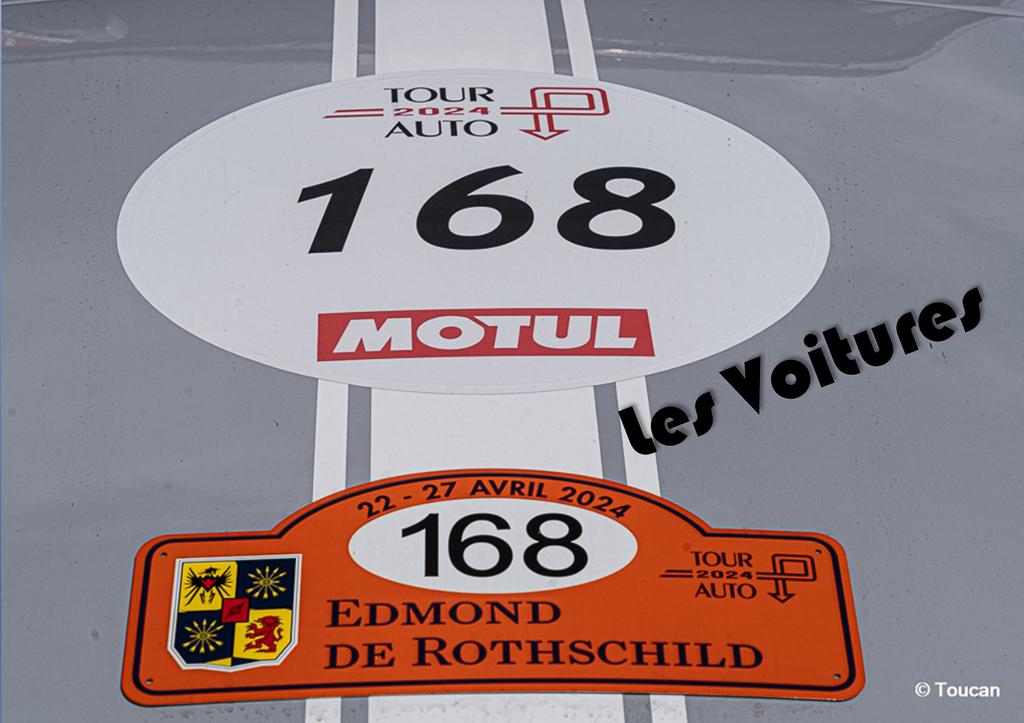 TOUR
2024
AUTO
168
MOTUL
Les Voitures
22 - 27 AVRIL 2024
168
TOUR
2024
AUTO
EDMOND
DE ROTHSCHILD
© Toucan